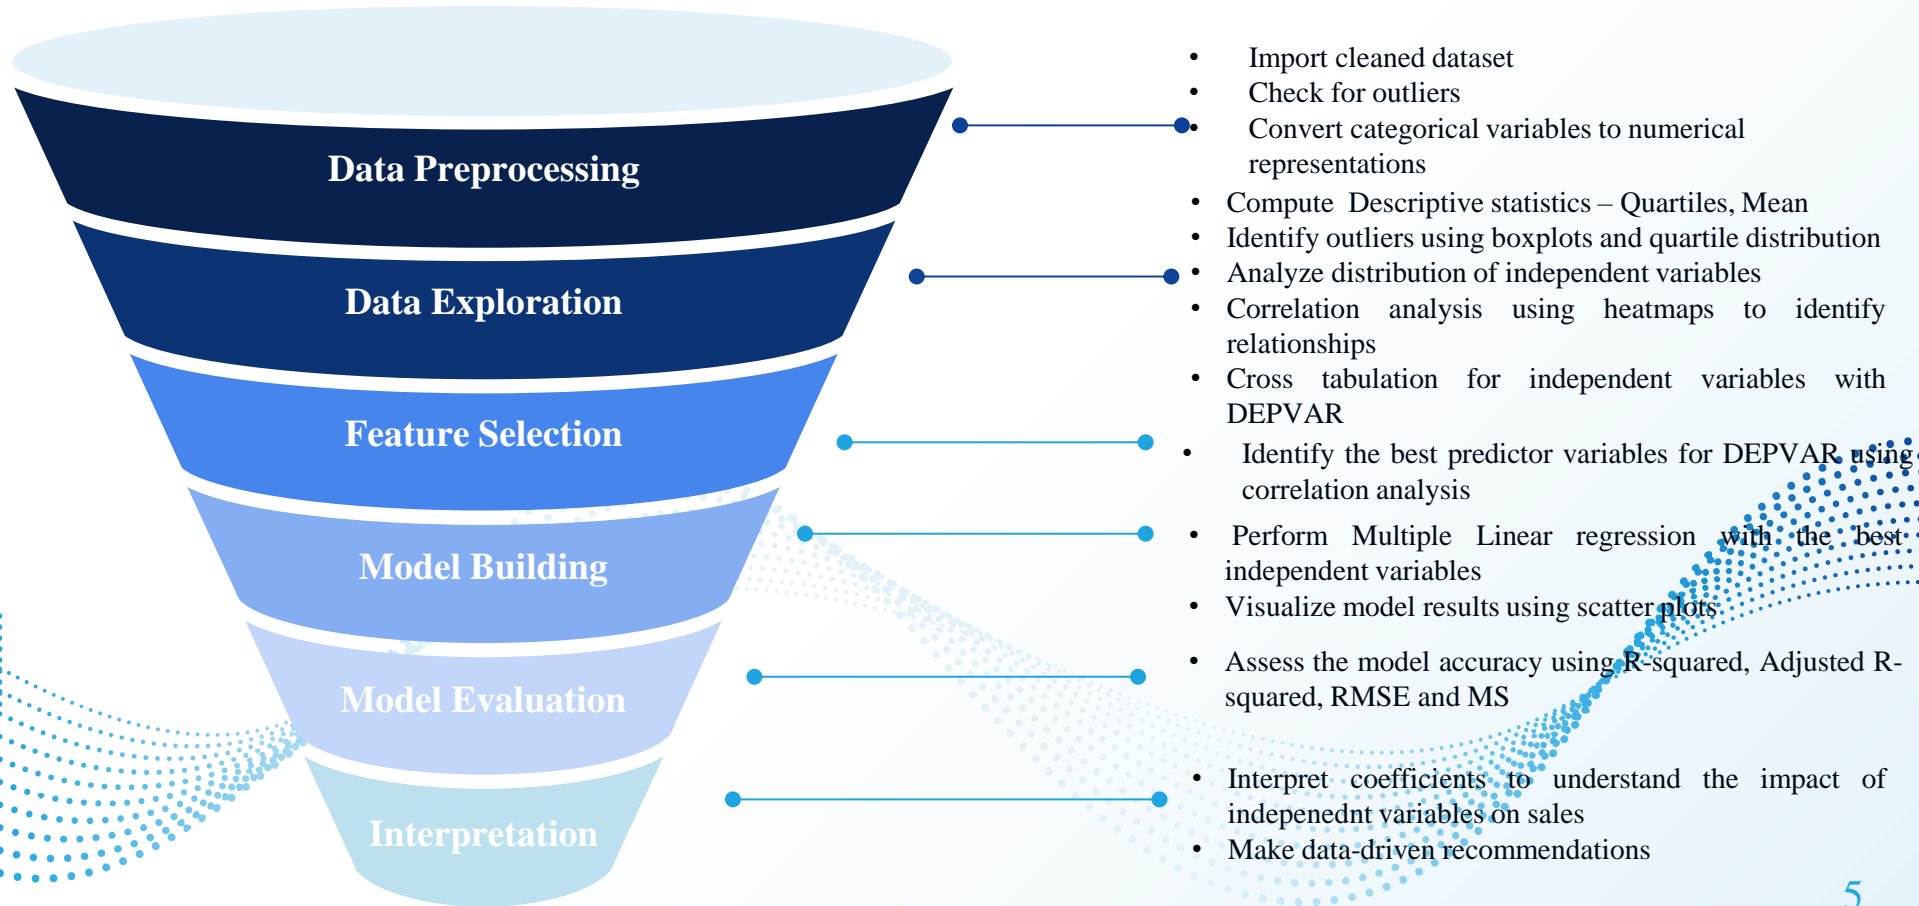 Data Preprocessing
• Import cleaned dataset
• Check for outliers
• Convert categorical variables to numerical
representations
Data Exploration
• Compute Descriptive statistics – Quartiles, Mean
• Identify outliers using boxplots and quartile distribution
• Analyze distribution of independent variables
• Correlation analysis using heatmaps to identify
relationships
• Cross tabulation for independent variables with
DEPVAR
Feature Selection
• Identify the best predictor variables for DEPVAR using
correlation analysis
Model Building
• Perform Multiple Linear regression with the best
independent variables
• Visualize model results using scatter plots
Model Evaluation
• Assess the model accuracy using R-squared, Adjusted R-
squared, RMSE and MS
Interpretation
• Interpret coefficients to understand the impact of
indepenednt variables on sales
• Make data-driven recommendations
5